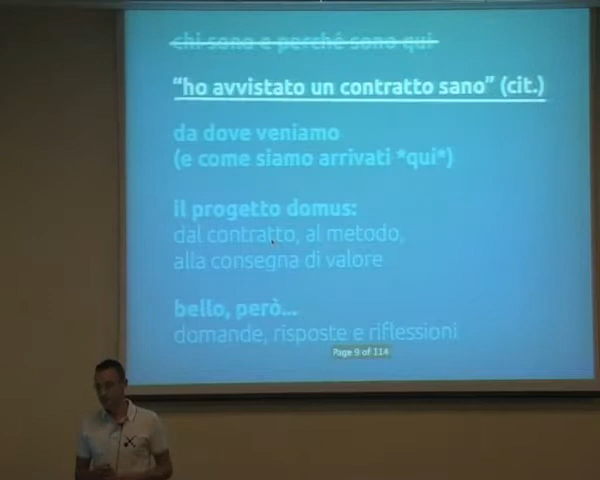 chi sono e perché sono qui
“ho avvistato un contratto sano” (cit.)
da dove veniamo
(e come siamo arrivati *qui*)
il progetto domus:
dal contratto, al metodo,
alla consegna di valore
bello, però...
domande, risposte e riflessioni
Page 9 of 114